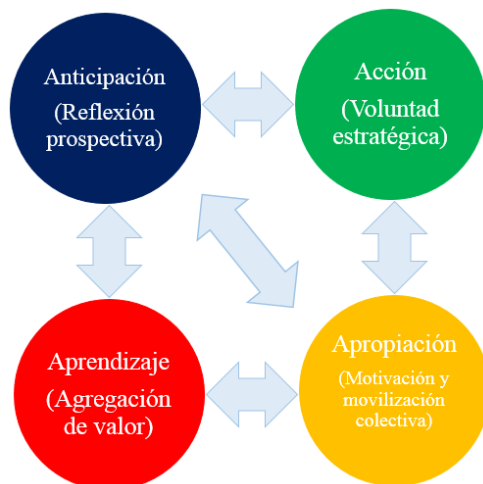 Anticipación
(Reflexión
prospectiva)
Acción
(Voluntad
estratégica)
Aprendizaje
(Agregación
de valor)
Apropiación
(Motivación y
movilización
colectiva)